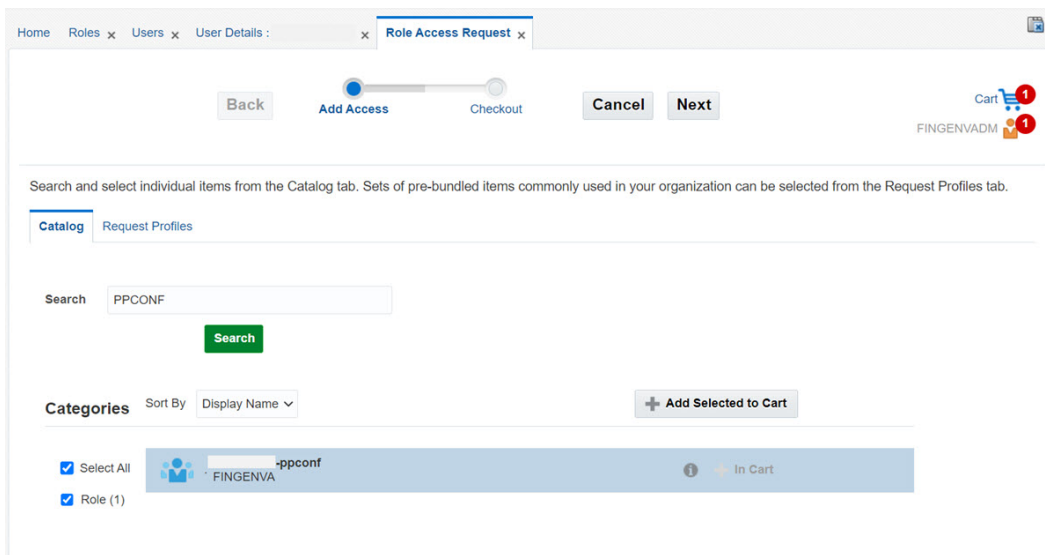 Home Roles x Users x User Details : x Role Access Request x
Back Add Access Checkout Cancel Next
Cart 1
FINGENVADM 1
Search and select individual items from the Catalog tab. Sets of pre-bundled items commonly used in your organization can be selected from the Request Profiles tab.
Catalog Request Profiles
Search PPCONF
Search
Categories Sort By Display Name Add Selected to Cart
Select All -ppconf
FINGENVA In Cart
Role (1)